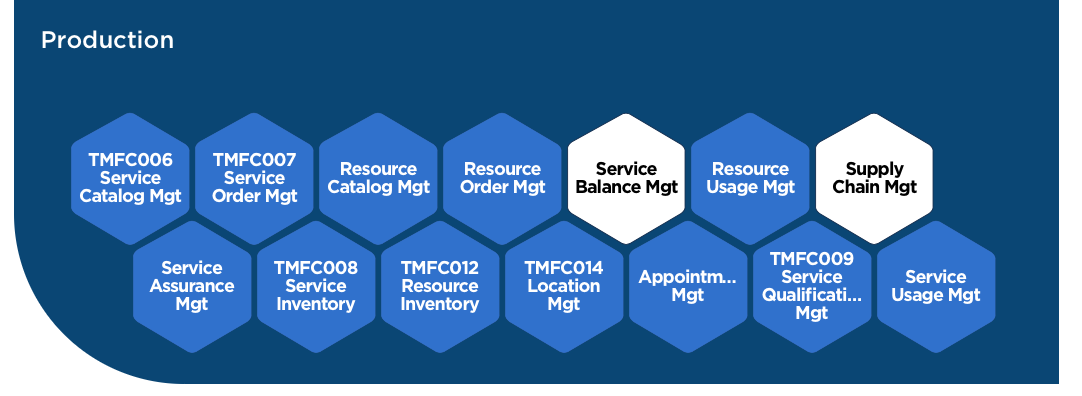 Production
TMFC006
Service
Catalog Mgt
TMFC007
Service
Order Mgt
Resource
Catalog Mgt
Resource
Order Mgt
Service
Balance Mgt
Resource
Usage Mgt
Supply
Chain Mgt
Service
Assurance
Mgt
TMFC008
Service
Inventory
TMFC012
Resource
Inventory
TMFC014
Location
Mgt
Appointm...
Mgt
TMFC009
Service
Qualificati...
Mgt
Service
Usage Mgt